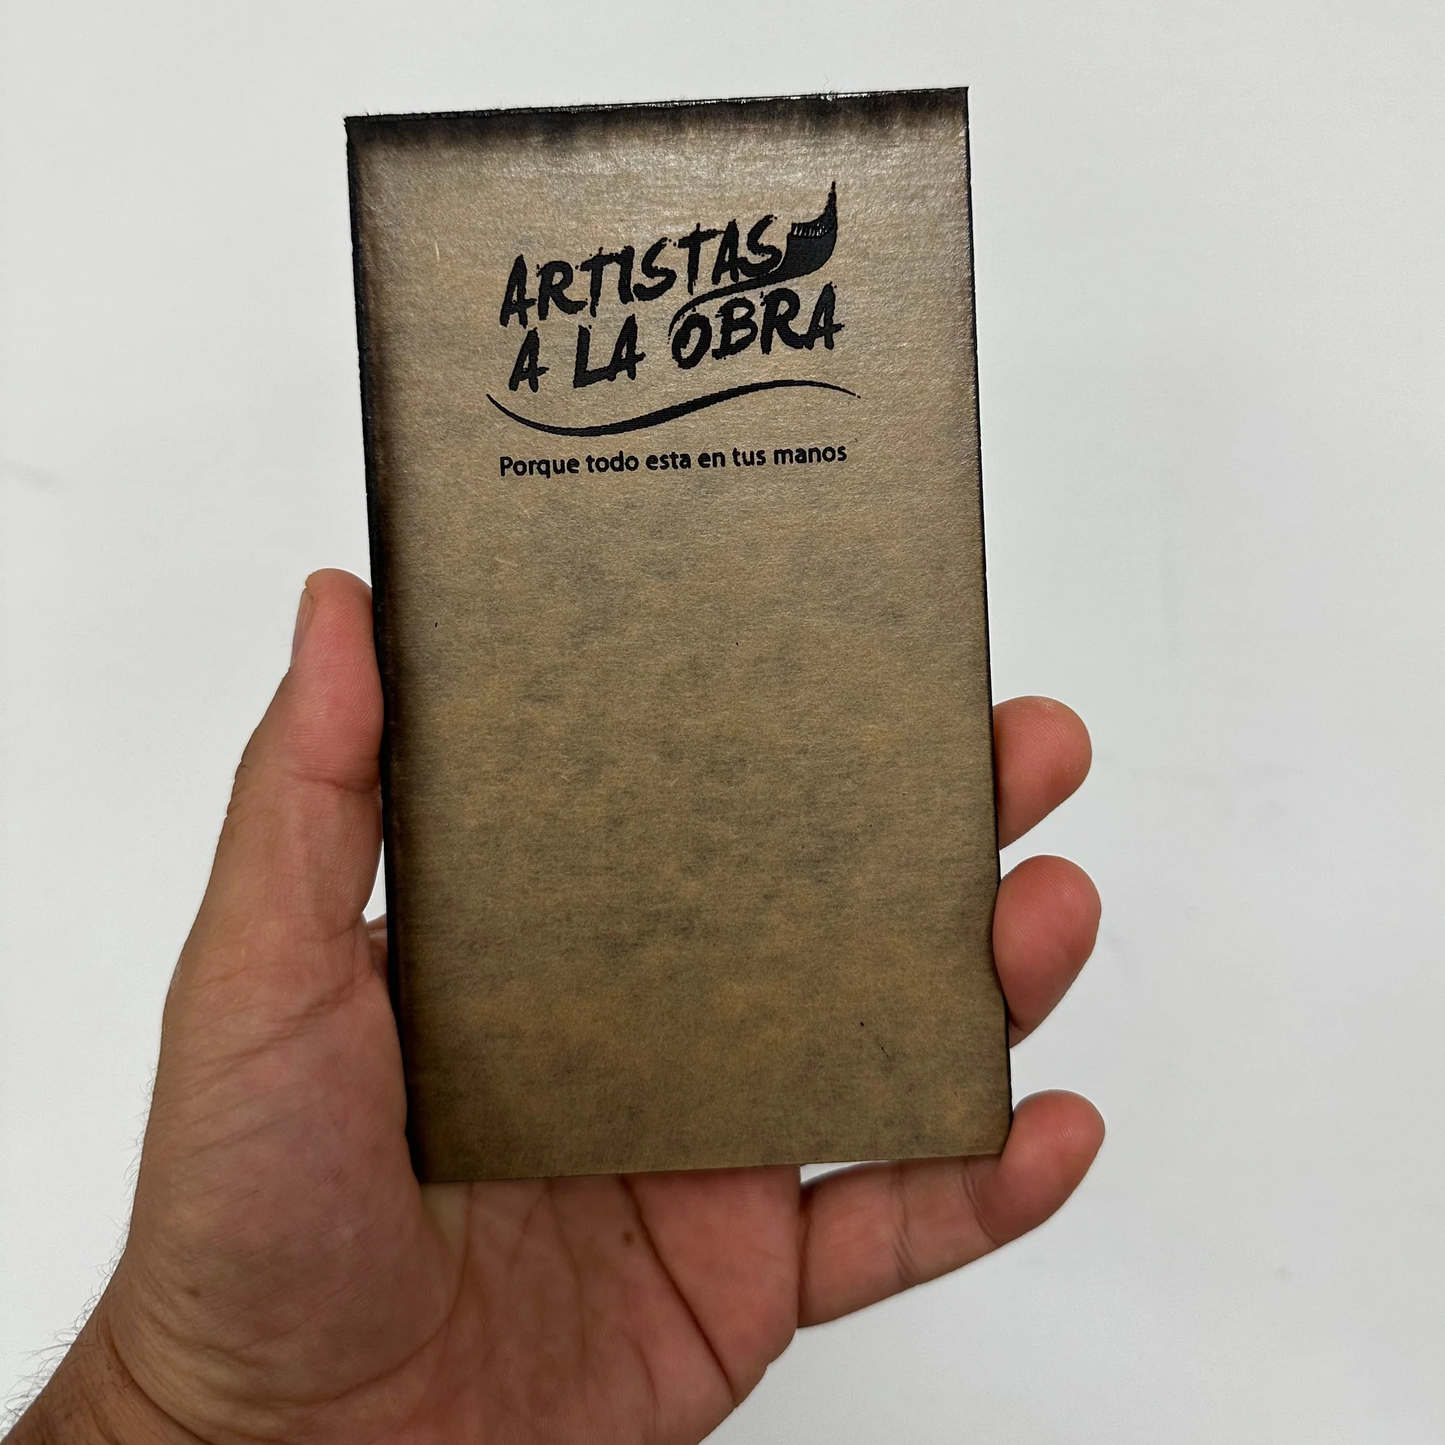 ARTISTAS
A LA OBRA
Porque todo esta en tus manos